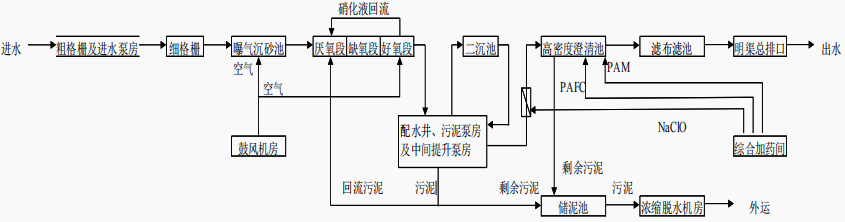 硝化液回流
进水
粗格栅及进水泵房
细格栅
曝气沉砂池
厌氧段
缺氧段
好氧段
二沉池
高密度澄清池
滤布滤池
明渠总排口
出水
空气
空气
PAM
PAFC
NaClO
鼓风机房
配水井、污泥泵房
及中间提升泵房
综合加药间
剩余污泥
回流污泥
污泥
剩余污泥
污泥
储泥池
浓缩脱水机房
外运